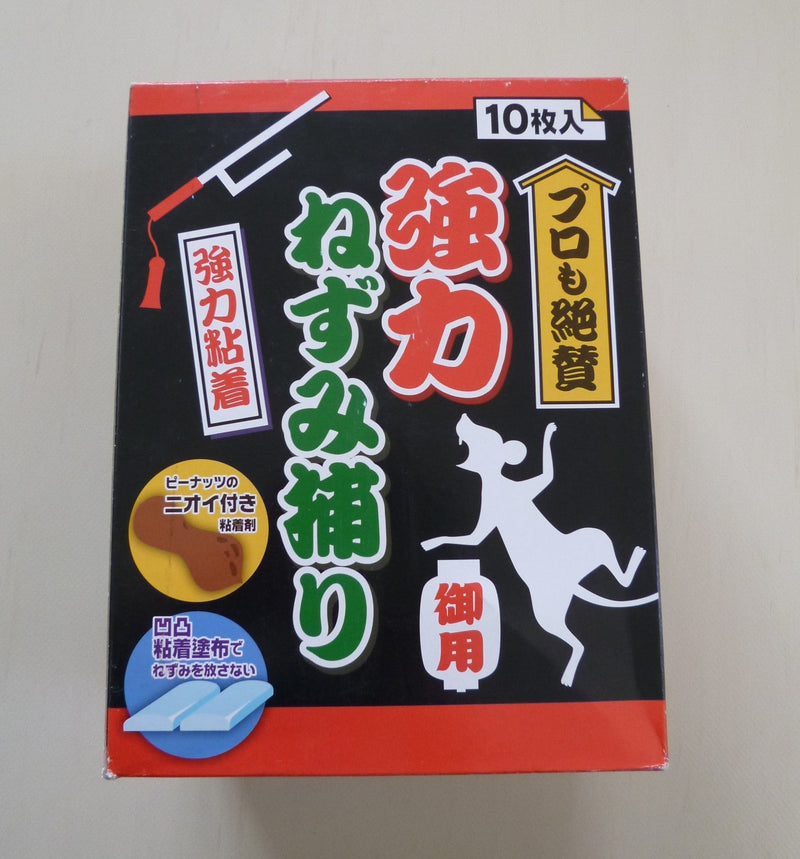 10枚入
プロも絶賛
強力
ねずみ捕り
強力粘着
ピーナッツの
ニオイ付き
粘着剤
凹凸
粘着塗布で
ねずみを放さない
御用